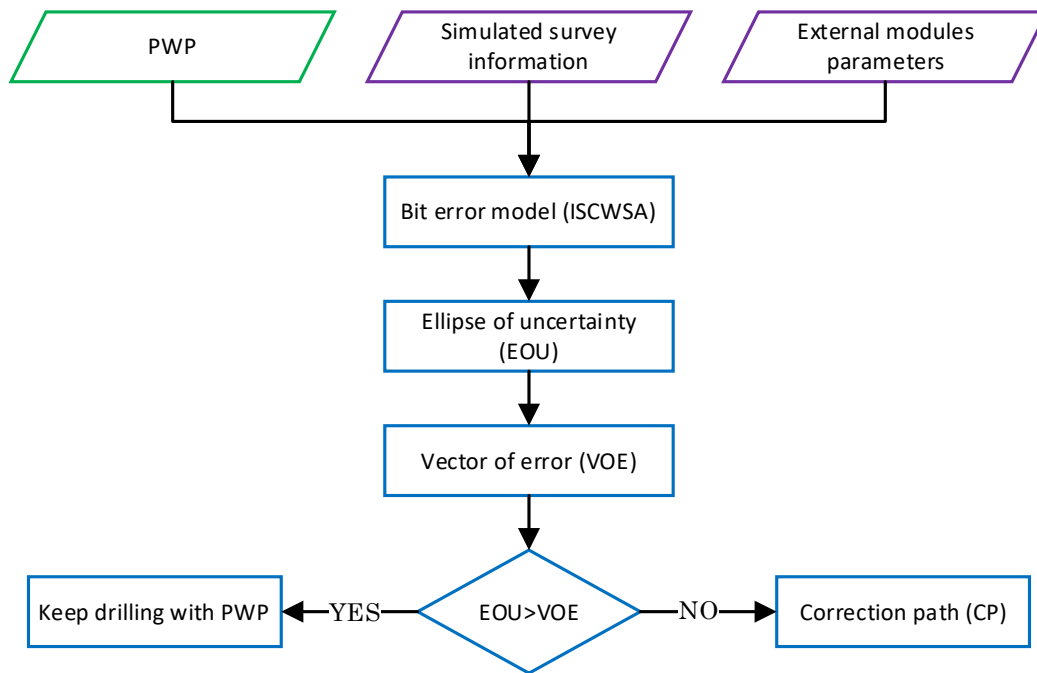 PWP
Simulated survey
information
External modules
parameters
Bit error model (ISCWSA)
Ellipse of uncertainty
(EOU)
Vector of error (VOE)
Keep drilling with PWP
YES
EOU>VOE
NO
Correction path (CP)